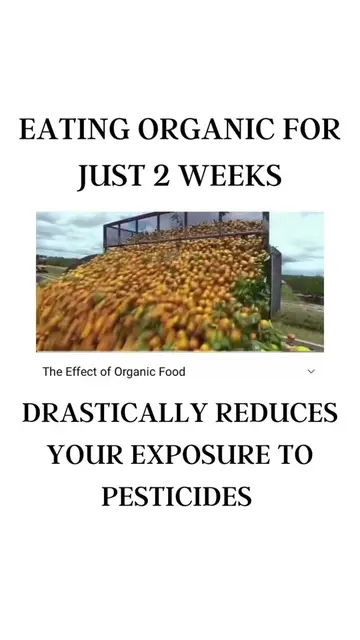 EATING ORGANIC FOR
JUST 2 WEEKS
The Effect of Organic Food
DRASTICALLY REDUCES
YOUR EXPOSURE TO
PESTICIDES